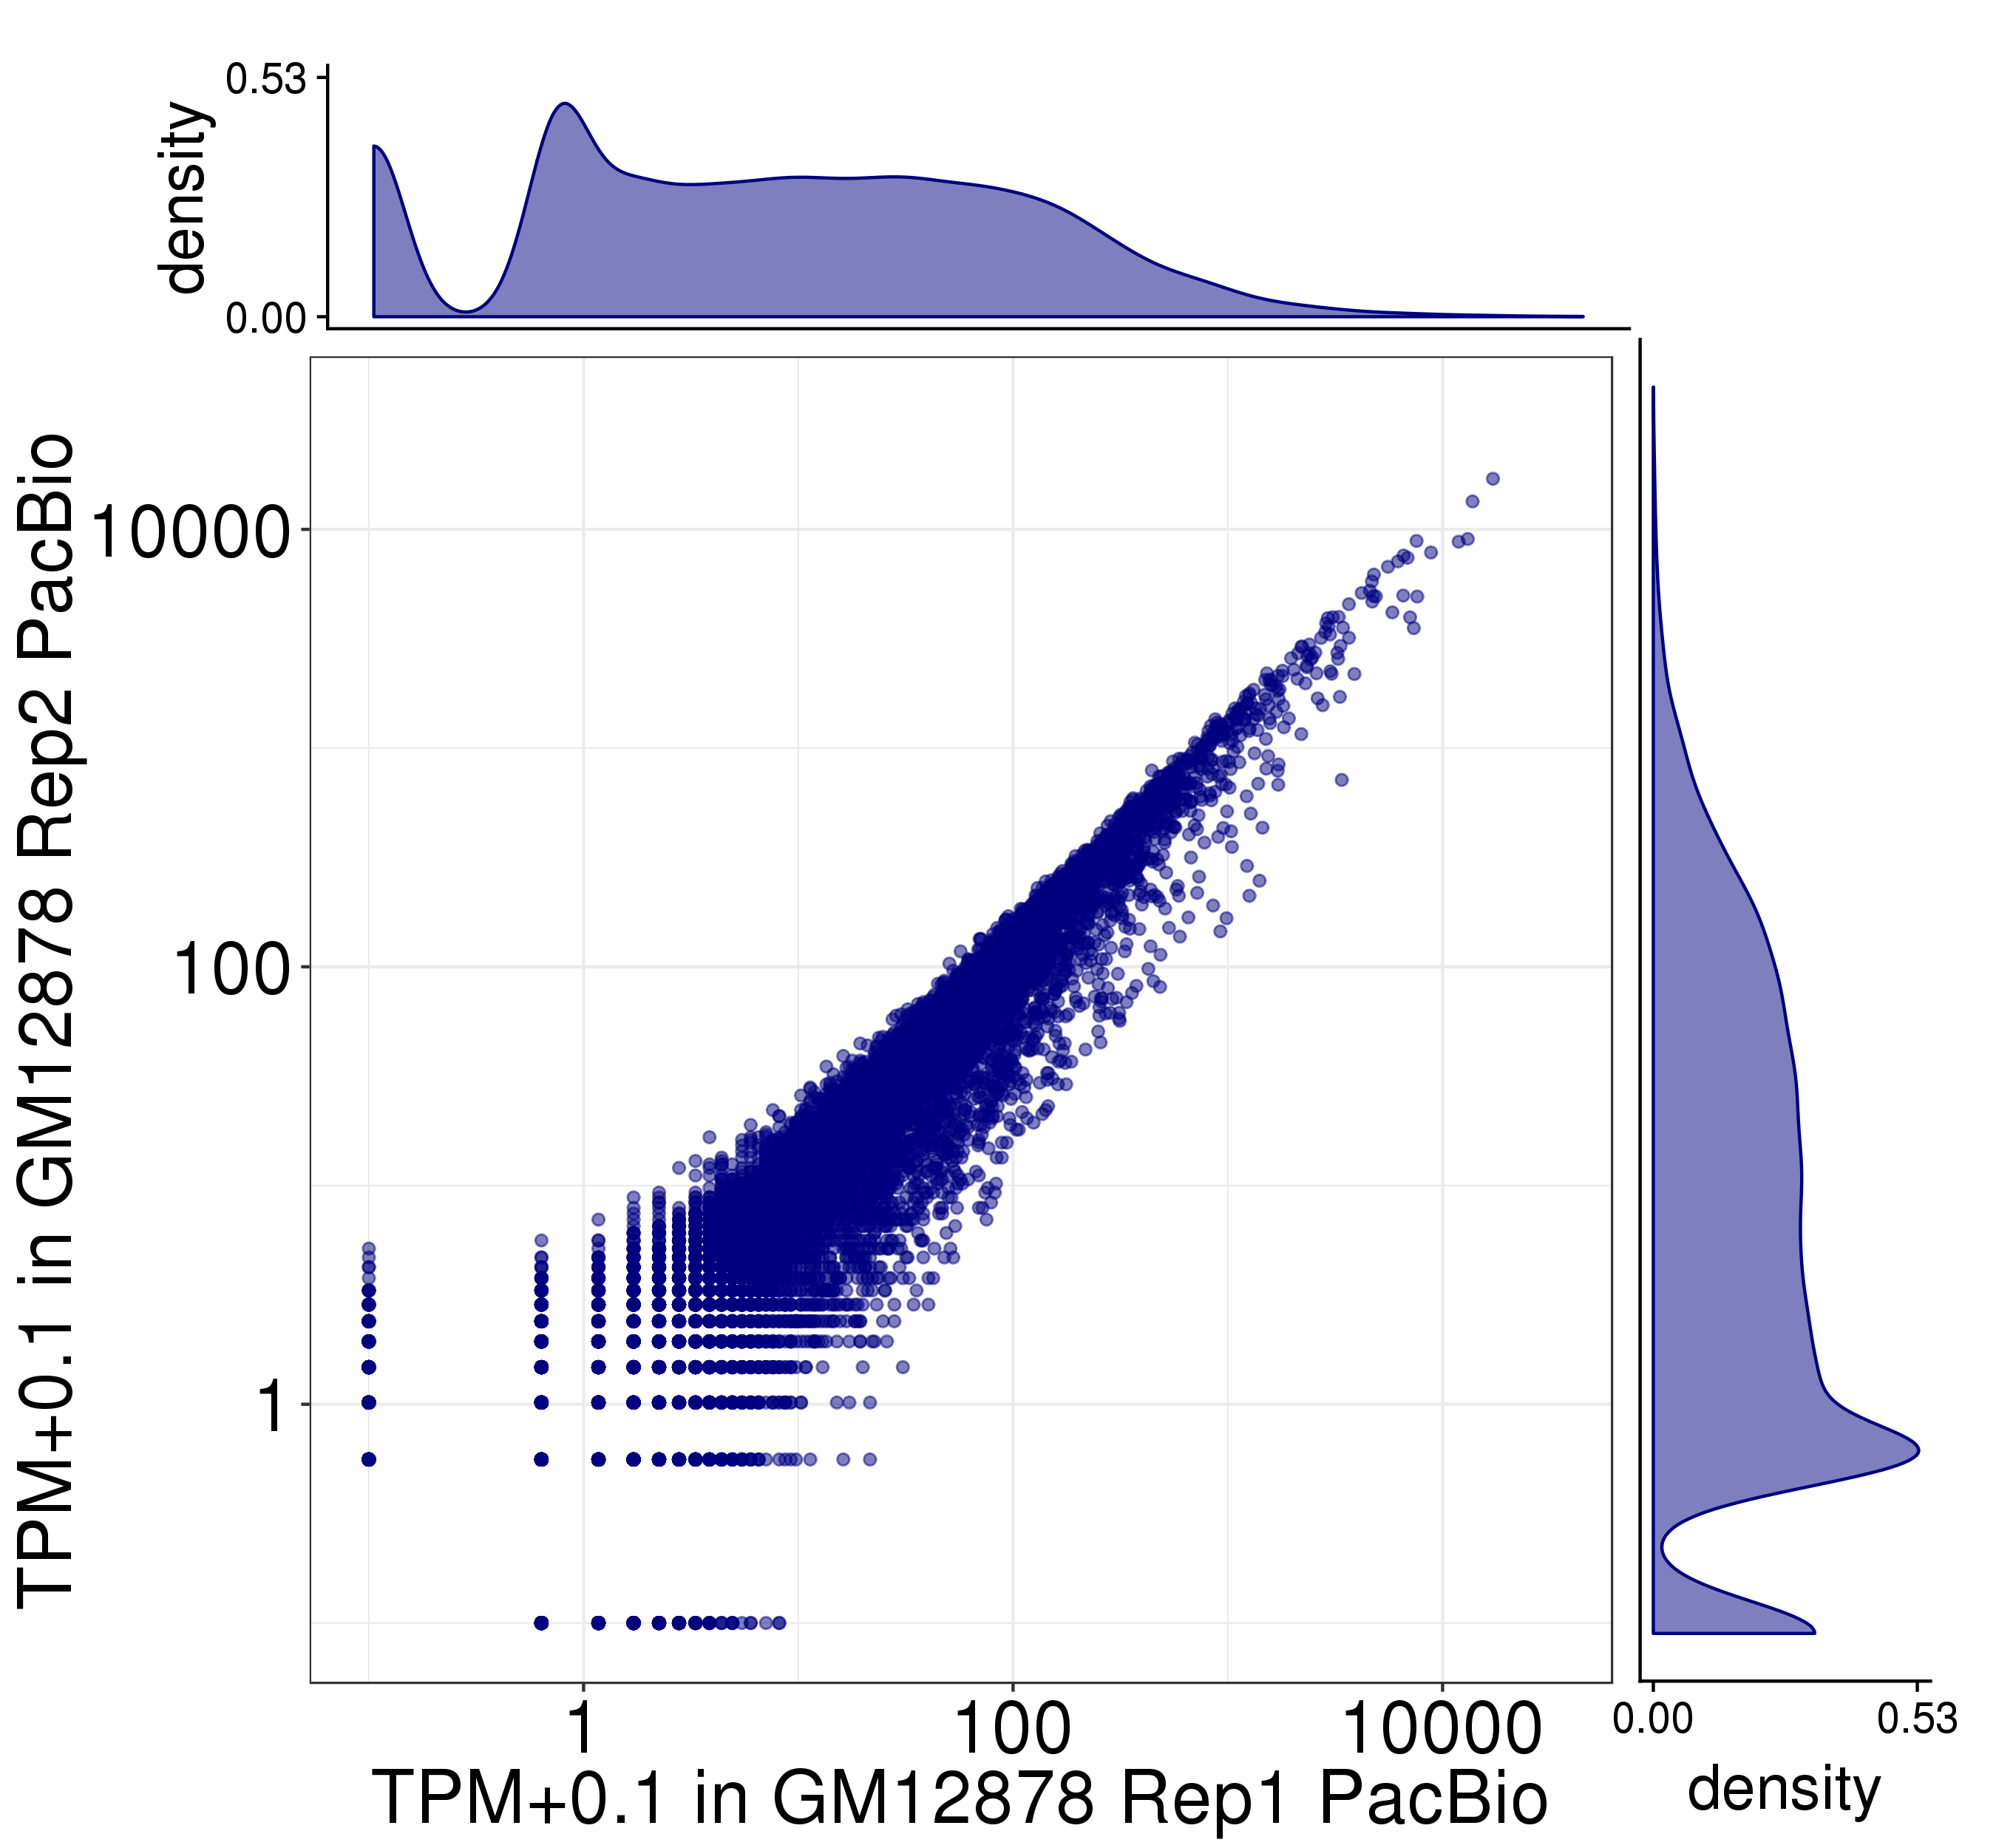 0.53
density
0.00
TPM+0.1 in GM12878 Rep2 PacBio
10000
100
1
1 100 10000
TPM+0.1 in GM12878 Rep1 PacBio
0.00 0.53
density